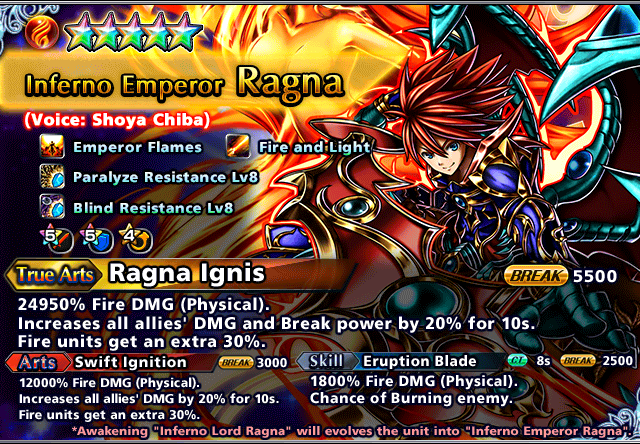 Inferno Emperor Ragna
(Voice: Shoya Chiba)
Emperor Flames Fire and Light
Paralyze Resistance Lv8
Blind Resistance Lv8
5 5 4
True Arts Ragna Ignis BREAK 5500
24950% Fire DMG (Physical).
Increases all allies' DMG and Break power by 20% for 10s.
Fire units get an extra 30%.
Arts Swift Ignition BREAK 3000
12000% Fire DMG (Physical).
Increases all allies' DMG by 20% for 10s.
Fire units get an extra 30%.
Skill Eruption Blade CT 8s BREAK 2500
1800% Fire DMG (Physical).
Chance of Burning enemy.
*Awakening "Inferno Lord Ragna" will evolves the unit into "Inferno Emperor Ragna".